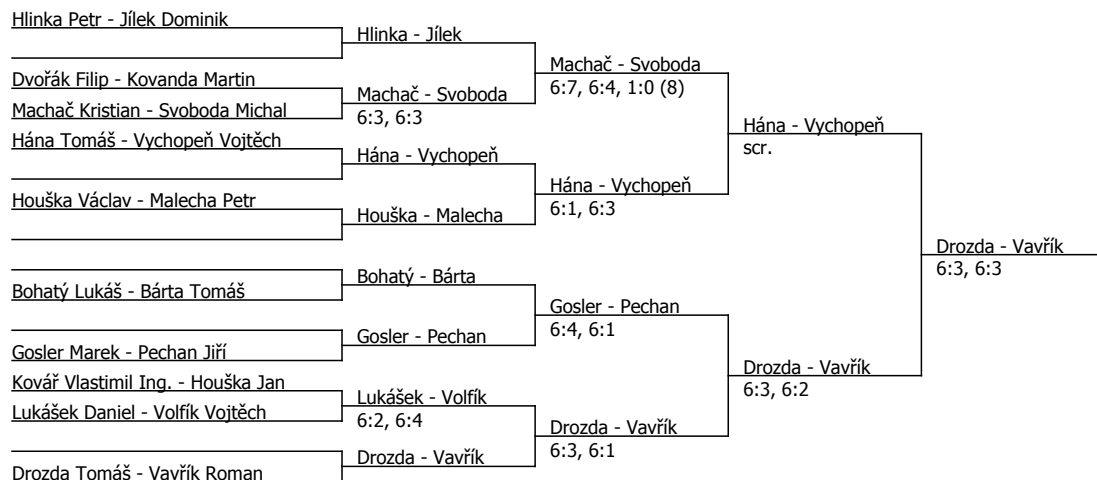 Hlinka Petr - Jílek Dominik
Dvořák Filip - Kovanda Martin
Machač Kristian - Svoboda Michal
Hána Tomáš - Vychopeň Vojtěch
Houška Václav - Malecha Petr
Bohatý Lukáš - Bárta Tomáš
Gosler Marek - Pechan Jiří
Kovář Vlastimil Ing. - Houška Jan
Lukášek Daniel - Volfík Vojtěch
Drozda Tomáš - Vavřík Roman
Hlinka - Jílek
Machač - Svoboda
6:3, 6:3
Hána - Vychopeň
Houška - Malecha
Bohatý - Bárta
Gosler - Pechan
Lukášek - Volfík
6:2, 6:4
Drozda - Vavřík
Machač - Svoboda
6:7, 6:4, 1:0 (8)
Hána - Vychopeň
6:1, 6:3
Gosler - Pechan
6:4, 6:1
Drozda - Vavřík
6:3, 6:1
Hána - Vychopeň
scr.
Drozda - Vavřík
6:3, 6:2
Drozda - Vavřík
6:3, 6:3